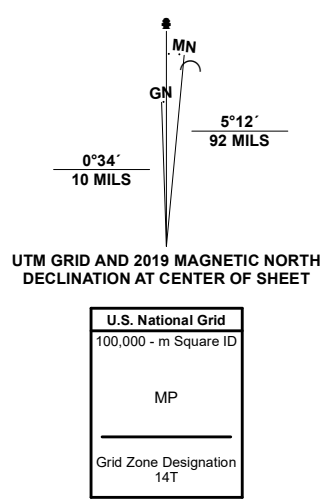 MN
GN
5°12´
92 MILS
0°34´
10 MILS
UTM GRID AND 2019 MAGNETIC NORTH
DECLINATION AT CENTER OF SHEET
U.S. National Grid
100,000 - m Square ID
MP
Grid Zone Designation
14T